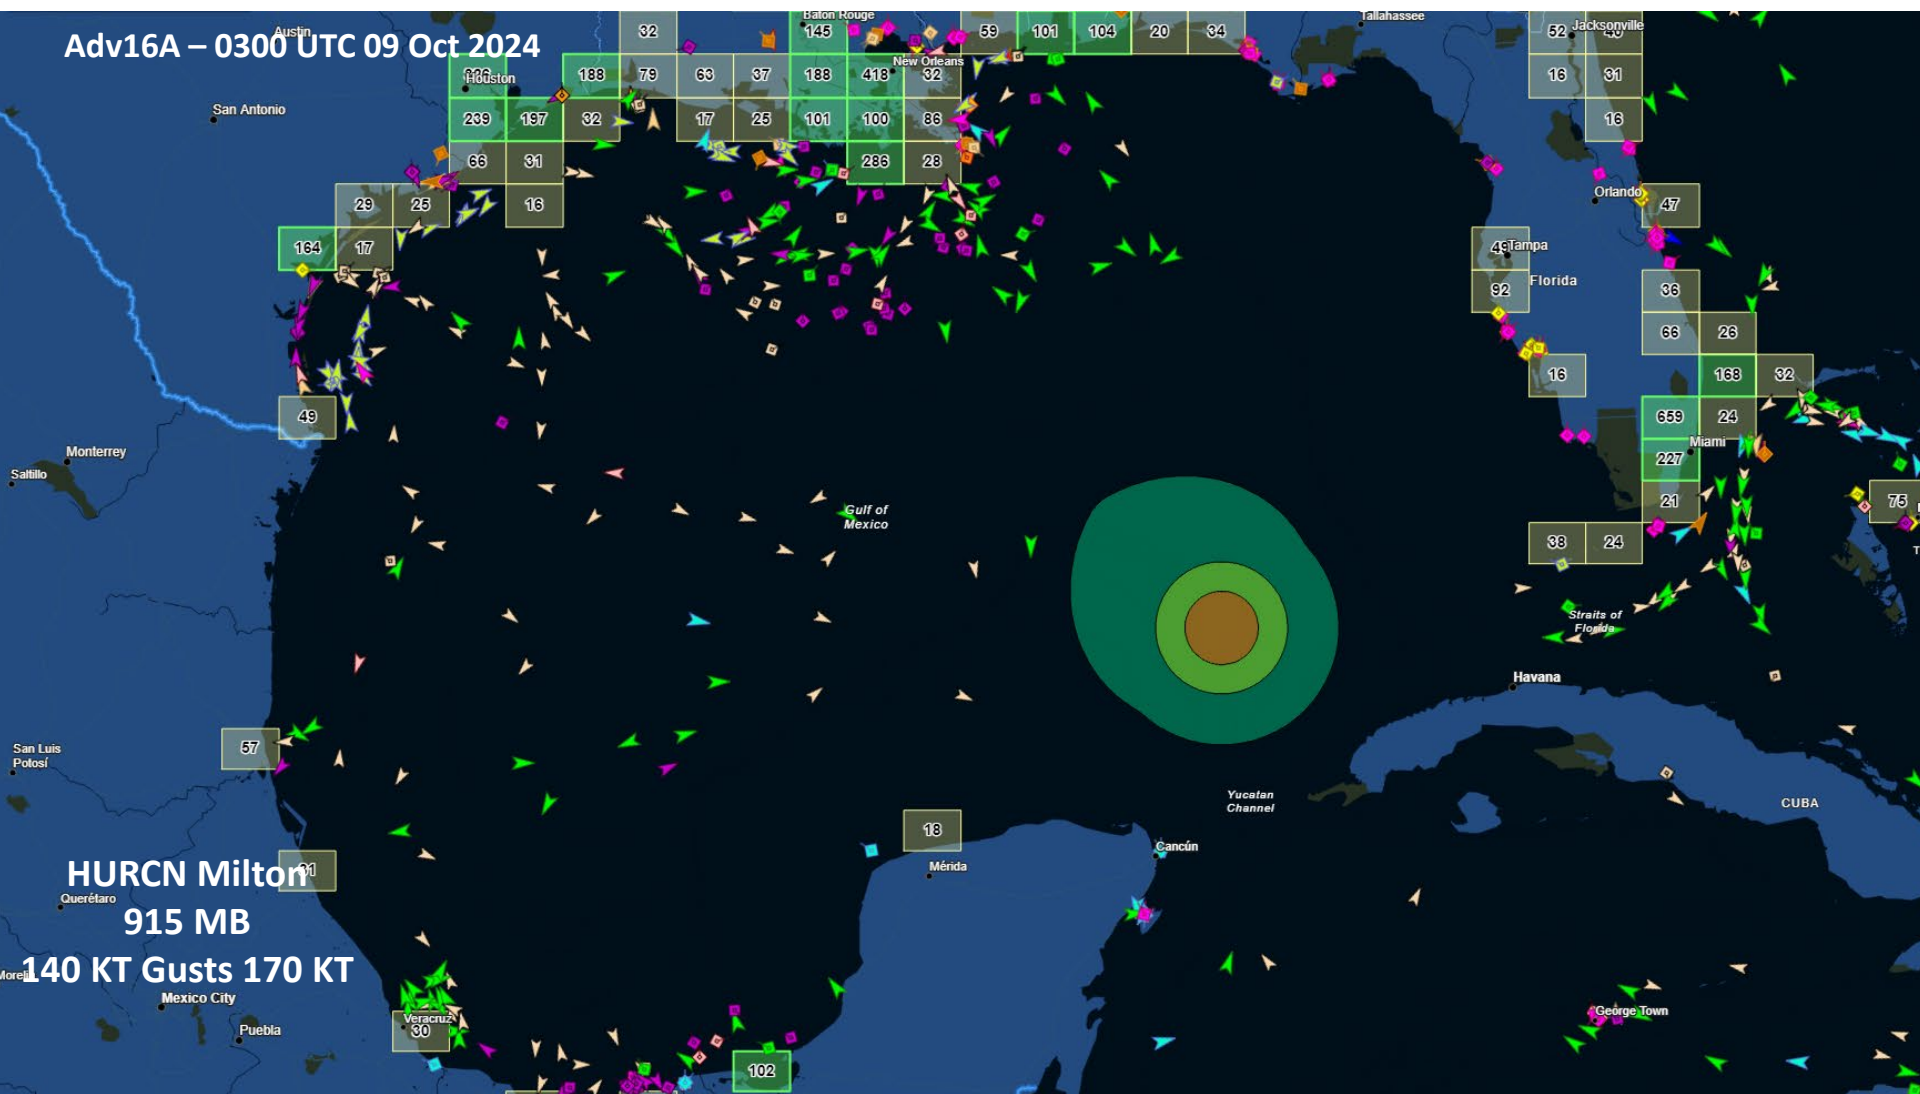 Adv16A – 0300 UTC 09 Oct 2024
Austin
32
Baton Rouge
145
59
101
104
20
34
Tallahassee
52
Jacksonville
Houston
188
79
63
37
188
418
New Orleans
32
16
31
San Antonio
239
197
32
17
25
101
100
86
16
66
31
286
28
29
25
16
Orlando
47
164
17
49
Tampa
92
Florida
36
66
26
16
168
32
49
659
24
Monterrey
Miami
227
Saltillo
21
75
Gulf of
Mexico
38
24
Straits of
Florida
Havana
57
San Luis
Potosí
Yucatan
Channel
CUBA
18
Cancún
Mérida
HURCN Milton
915 MB
140 KT Gusts 170 KT
Querétaro
Mexico City
Puebla
Veracruz
30
George Town
102